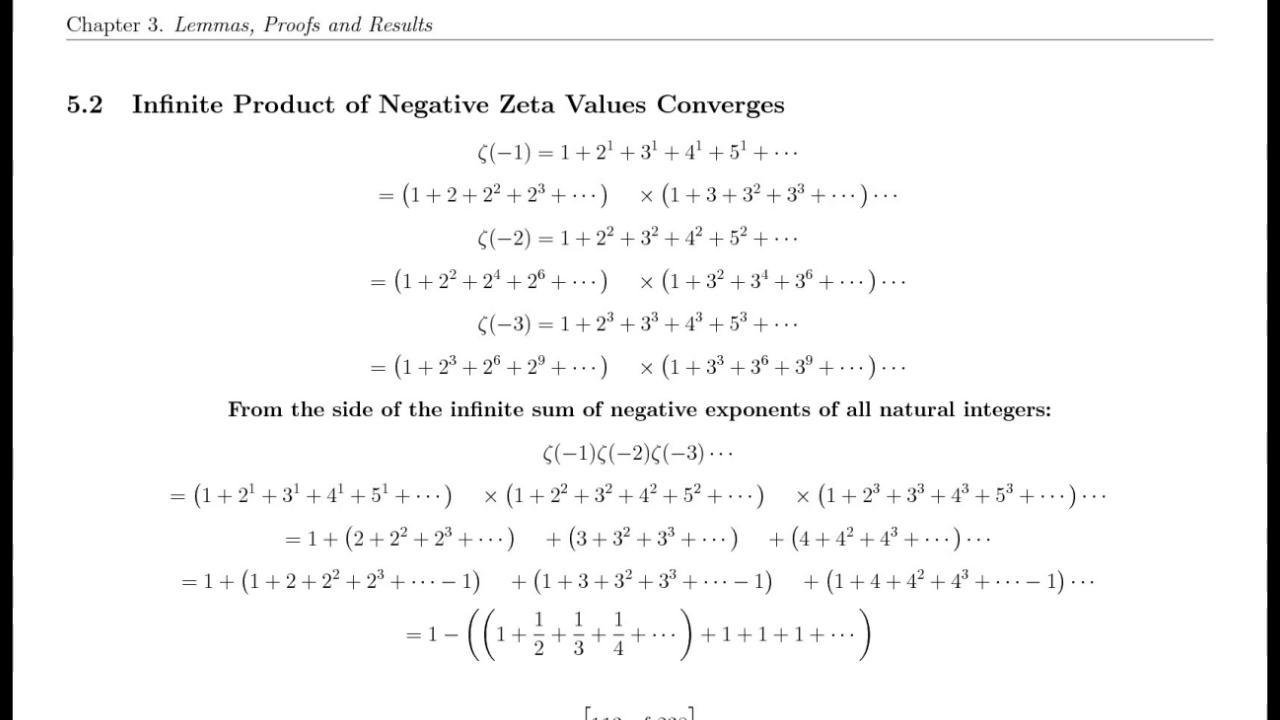 Chapter 3. Lemmas, Proofs and Results
5.2 Infinite Product of Negative Zeta Values Converges
ζ(−1) = 1 + 2¹ + 3¹ + 4¹ + 5¹ + ⋯
= (1 + 2 + 2² + 2³ + ⋯) × (1 + 3 + 3² + 3³ + ⋯) ⋯
ζ(−2) = 1 + 2² + 3² + 4² + 5² + ⋯
= (1 + 2² + 2⁴ + 2⁶ + ⋯) × (1 + 3² + 3⁴ + 3⁶ + ⋯) ⋯
ζ(−3) = 1 + 2³ + 3³ + 4³ + 5³ + ⋯
= (1 + 2³ + 2⁶ + 2⁹ + ⋯) × (1 + 3³ + 3⁶ + 3⁹ + ⋯) ⋯
From the side of the infinite sum of negative exponents of all natural integers:
ζ(−1)ζ(−2)ζ(−3) ⋯
= (1 + 2¹ + 3¹ + 4¹ + 5¹ + ⋯) × (1 + 2² + 3² + 4² + 5² + ⋯) × (1 + 2³ + 3³ + 4³ + 5³ + ⋯) ⋯
= 1 + (2 + 2² + 2³ + ⋯) + (3 + 3² + 3³ + ⋯) + (4 + 4² + 4³ + ⋯) ⋯
= 1 + (1 + 2 + 2² + 2³ + ⋯ − 1) + (1 + 3 + 3² + 3³ + ⋯ − 1) + (1 + 4 + 4² + 4³ + ⋯ − 1) ⋯
= 1 − ((1 + 1/2 + 1/3 + 1/4 + ⋯) + 1 + 1 + 1 + ⋯)